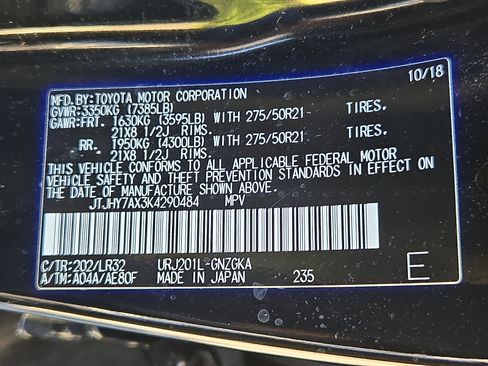 MFD.BY:TOYOTA MOTOR CORPORATION 10/18
GVWR:3350KG (7385LB)
GAWR:FRT. 1630KG (3595LB) WITH 275/50R21 TIRES.
21X8 1/2J RIMS.
RR. 1950KG (4300LB) WITH 275/50R21 TIRES.
21X8 1/2J RIMS.
THIS VEHICLE CONFORMS TO ALL APPLICABLE FEDERAL MOTOR
VEHICLE SAFETY AND THEFT PREVENTION STANDARDS IN EFFECT ON
THE DATE OF MANUFACTURE SHOWN ABOVE.
JTJHY7AX3K4290484 MPV
C/TR:202/LR32 URJ201L-GNZGKA
A/TM:A04A/AE80F MADE IN JAPAN 235 E